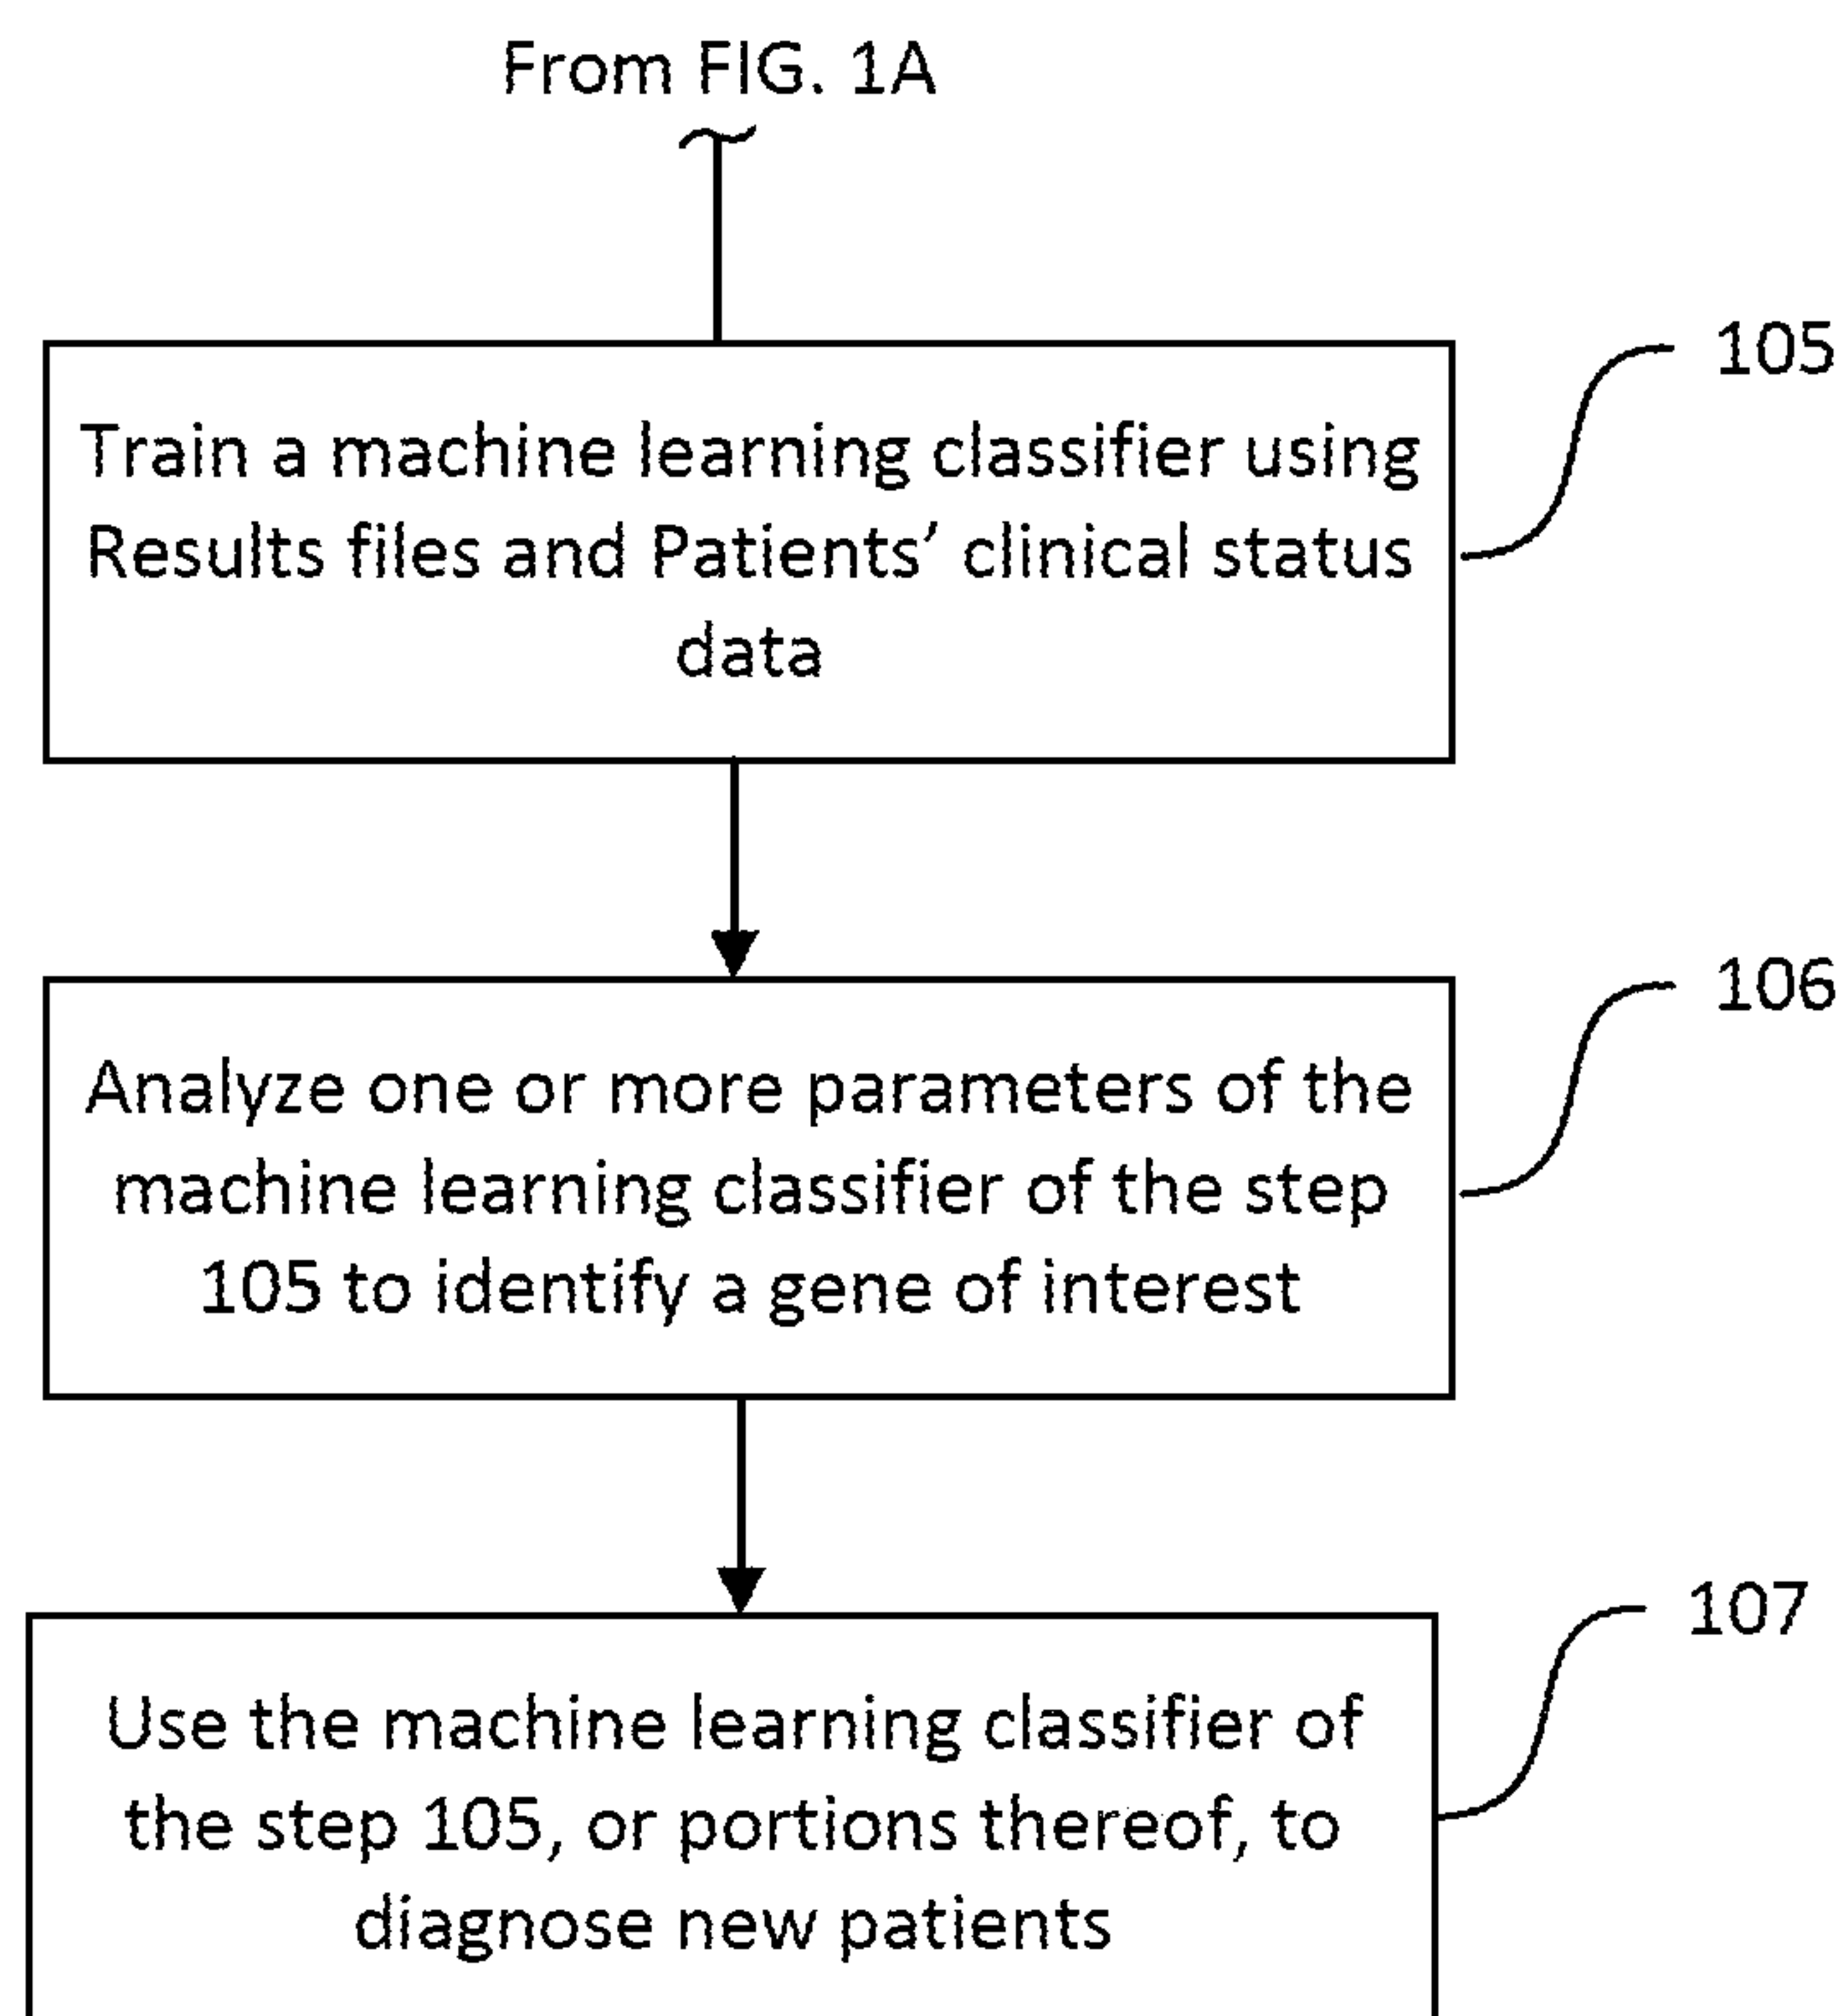 From FIG. 1A
105
Train a machine learning classifier using
Results files and Patients’ clinical status
data
106
Analyze one or more parameters of the
machine learning classifier of the step
105 to identify a gene of interest
107
Use the machine learning classifier of
the step 105, or portions thereof, to
diagnose new patients